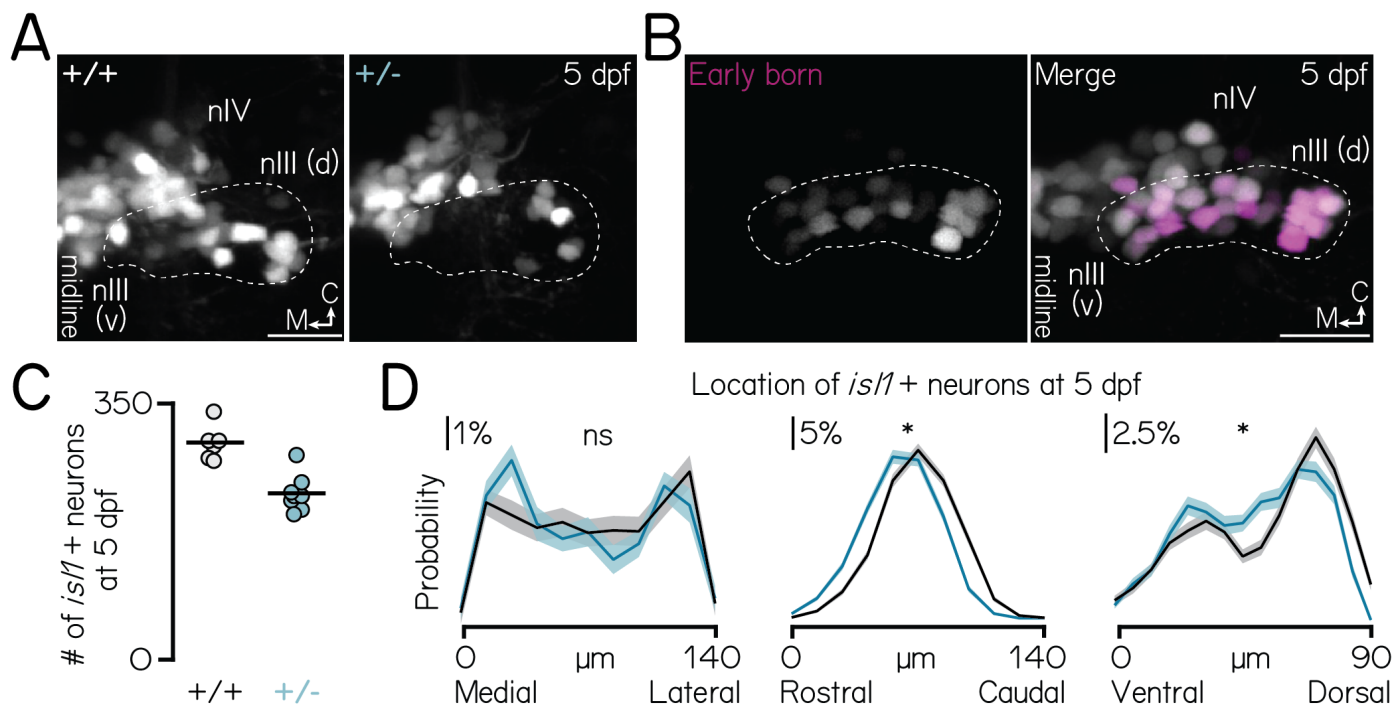 A
+/+
nIV
nIII (d)
midline
nIII
(v)
C
M
+/-
5 dpf
B
Early born
Merge
5 dpf
nIV
nIII (d)
midline
nIII
(v)
C
M
C
# of isl1 + neurons
at 5 dpf
350
0
+/+
+/-
D
Location of isl1 + neurons at 5 dpf
Probability
1%
ns
0
µm
140
Medial
Lateral
5%
*
0
µm
140
Rostral
Caudal
2.5%
*
0
µm
90
Ventral
Dorsal